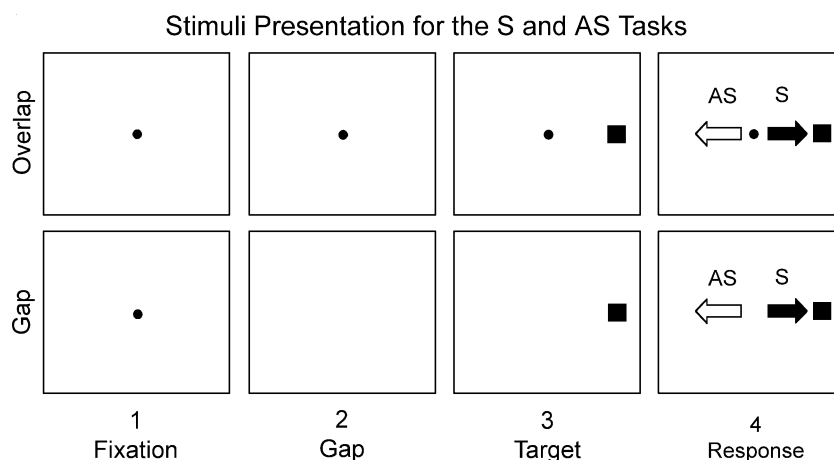 Stimuli Presentation for the S and AS Tasks
Overlap
AS S
Gap
AS S
1 2 3 4
Fixation Gap Target Response